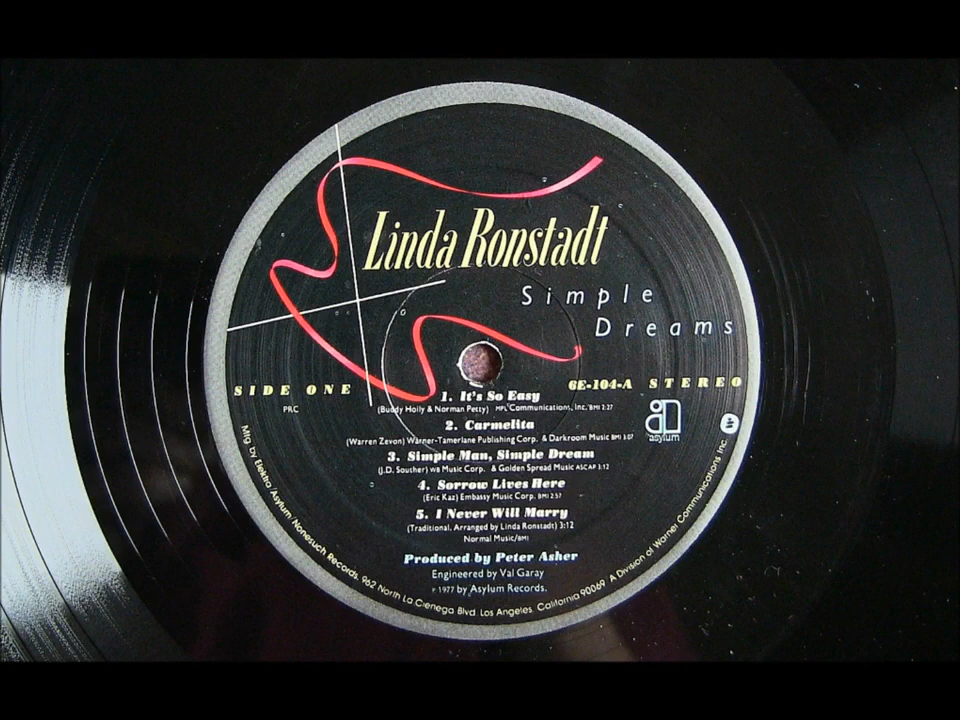 Linda Ronstadt
Simple
Dreams
SIDE ONE
6E-104-A STEREO
PRC
1. It's So Easy
(Buddy Holly & Norman Petty) MPL Communications, Inc. BMI 2:27
2. Carmelita
(Warren Zevon) Warner-Tamerlane Publishing Corp. & Darkroom Music BMI 3:07
3. Simple Man, Simple Dream
(J.D. Souther) WB Music Corp. & Golden Spread Music ASCAP 3:12
4. Sorrow Lives Here
(Eric Kaz) Embassy Music Corp. BMI 2:57
5. I Never Will Marry
(Traditional, Arranged by Linda Ronstadt) 3:12
Normal Music/BMI
Produced by Peter Asher
Engineered by Val Garay
℗ 1977 by Asylum Records.
asylum
Mfg. by Elektra/Asylum/Nonesuch Records, 962 North La Cienega Blvd. Los Angeles, California 90069 A Division of Warner Communications Inc.